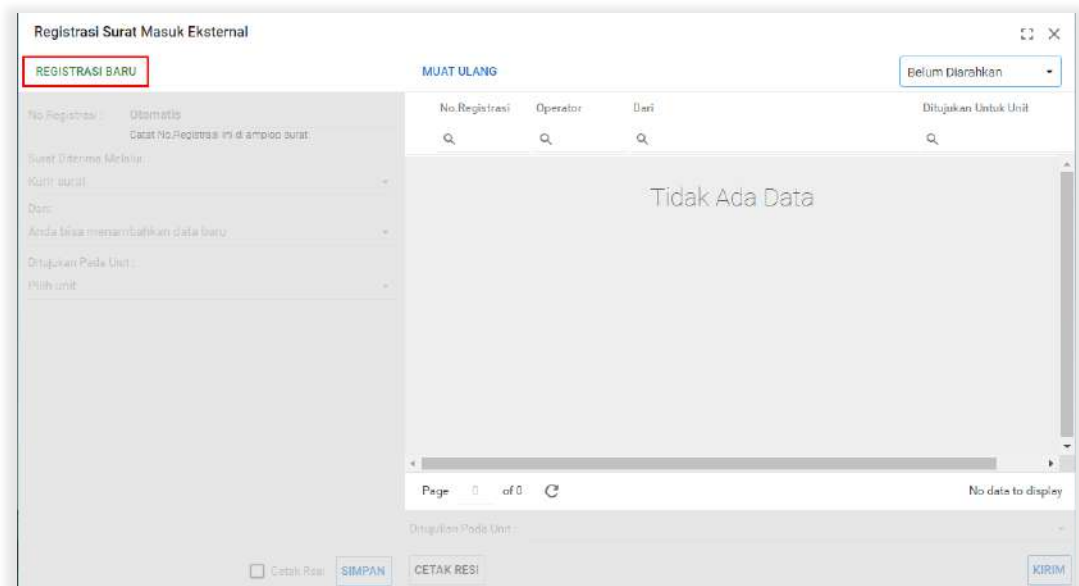 Registrasi Surat Masuk Eksternal
REGISTRASI BARU
MUAT ULANG
Belum Diarahkan
No.Registrasi :
Otomatis
Catat No.Registrasi ini di amplop surat
Surat Diterima Melalui :
Kurir surat
Dari:
Anda bisa menambahkan data baru
Ditujukan Pada Unit :
Pilih unit
Cetak Resi
SIMPAN
No.Registrasi
Operator
Dari
Ditujukan Untuk Unit
Tidak Ada Data
Page 0 of 0
No data to display
Ditujukan Pada Unit :
CETAK RESI
KIRIM